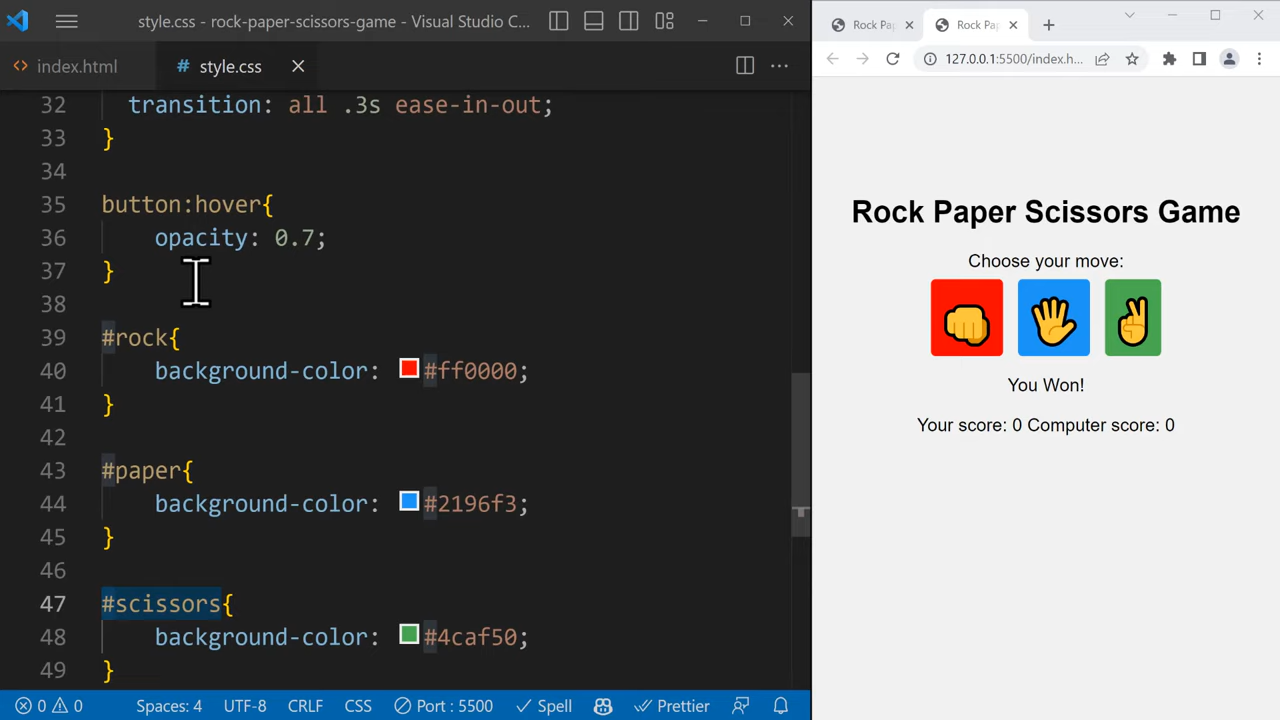 style.css - rock-paper-scissors-game - Visual Studio C...
index.html
# style.css
32 transition: all .3s ease-in-out;
33 }
34
35 button:hover{
36 opacity: 0.7;
37 }
38
39 #rock{
40 background-color: #ff0000;
41 }
42
43 #paper{
44 background-color: #2196f3;
45 }
46
47 #scissors{
48 background-color: #4caf50;
49 }
0 0 Spaces: 4 UTF-8 CRLF CSS Port : 5500 Spell Prettier
Rock Pa
Rock Pa
127.0.0.1:5500/index.h...
Rock Paper Scissors Game
Choose your move:
You Won!
Your score: 0 Computer score: 0